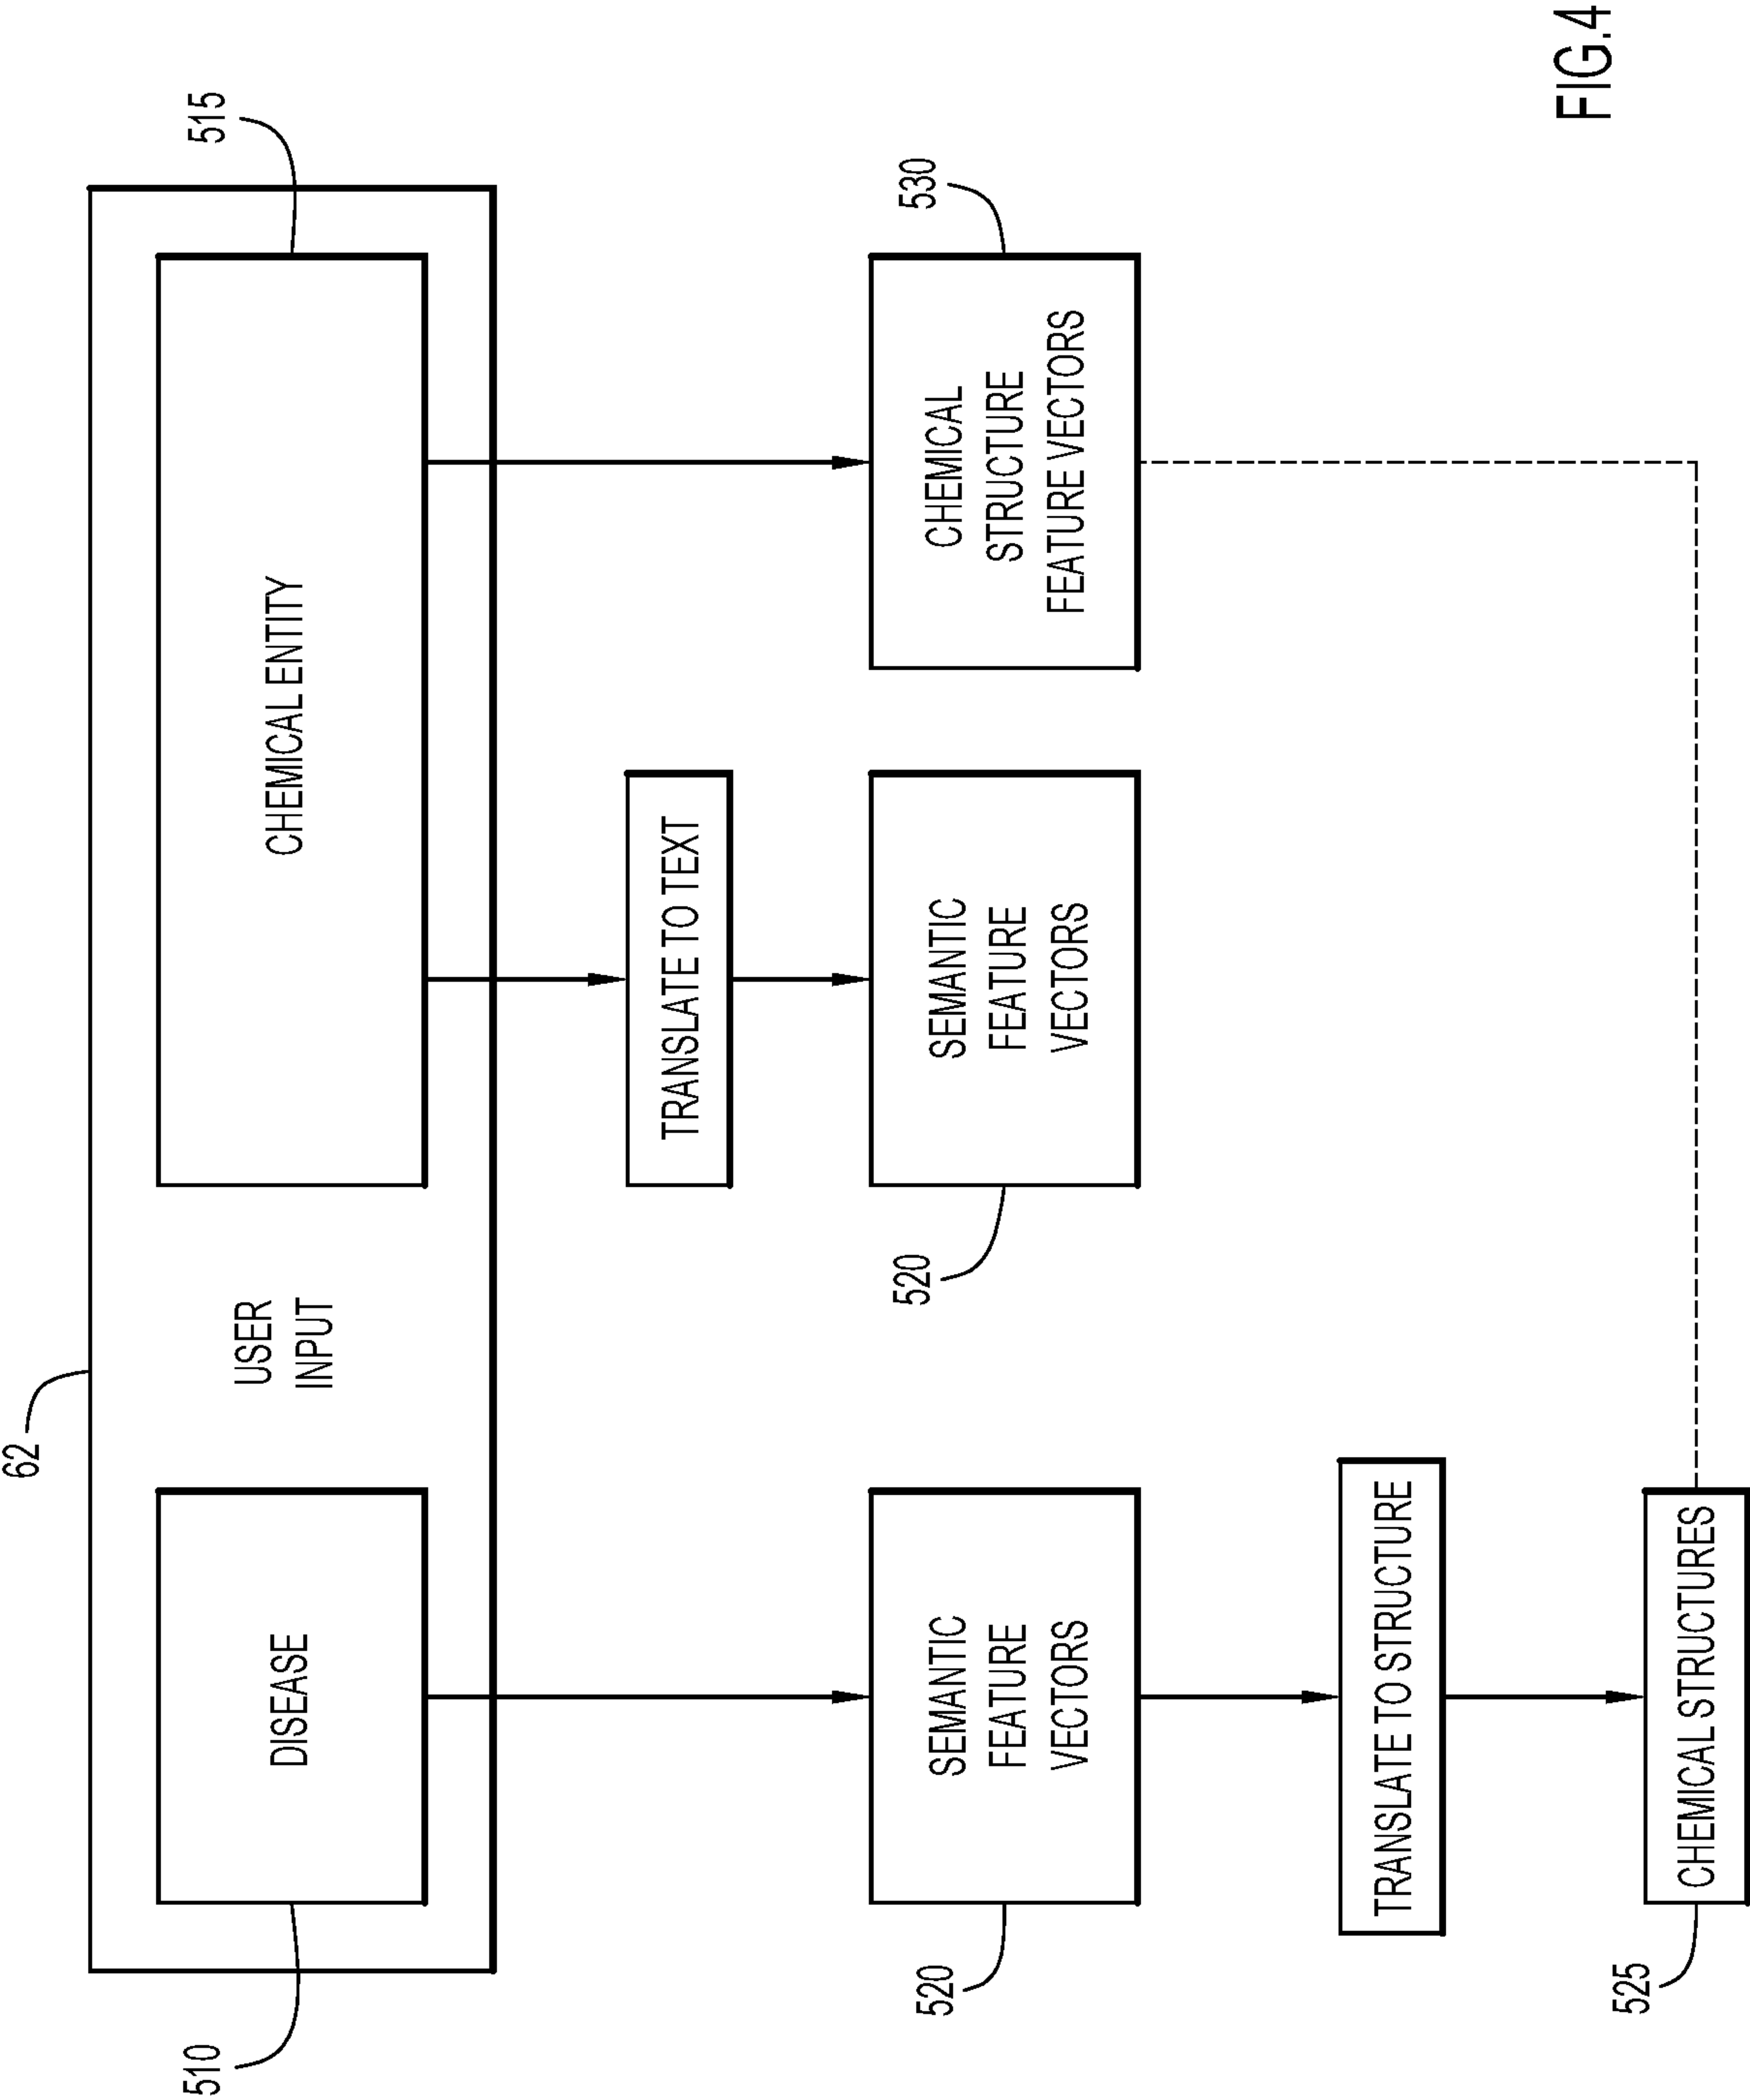 62
515
510
DISEASE
USER
INPUT
CHEMICAL ENTITY
TRANSLATE TO TEXT
530
520
520
SEMANTIC
FEATURE
VECTORS
SEMANTIC
FEATURE
VECTORS
CHEMICAL
STRUCTURE
FEATURE VECTORS
TRANSLATE TO STRUCTURE
525
CHEMICAL STRUCTURES
FIG.4